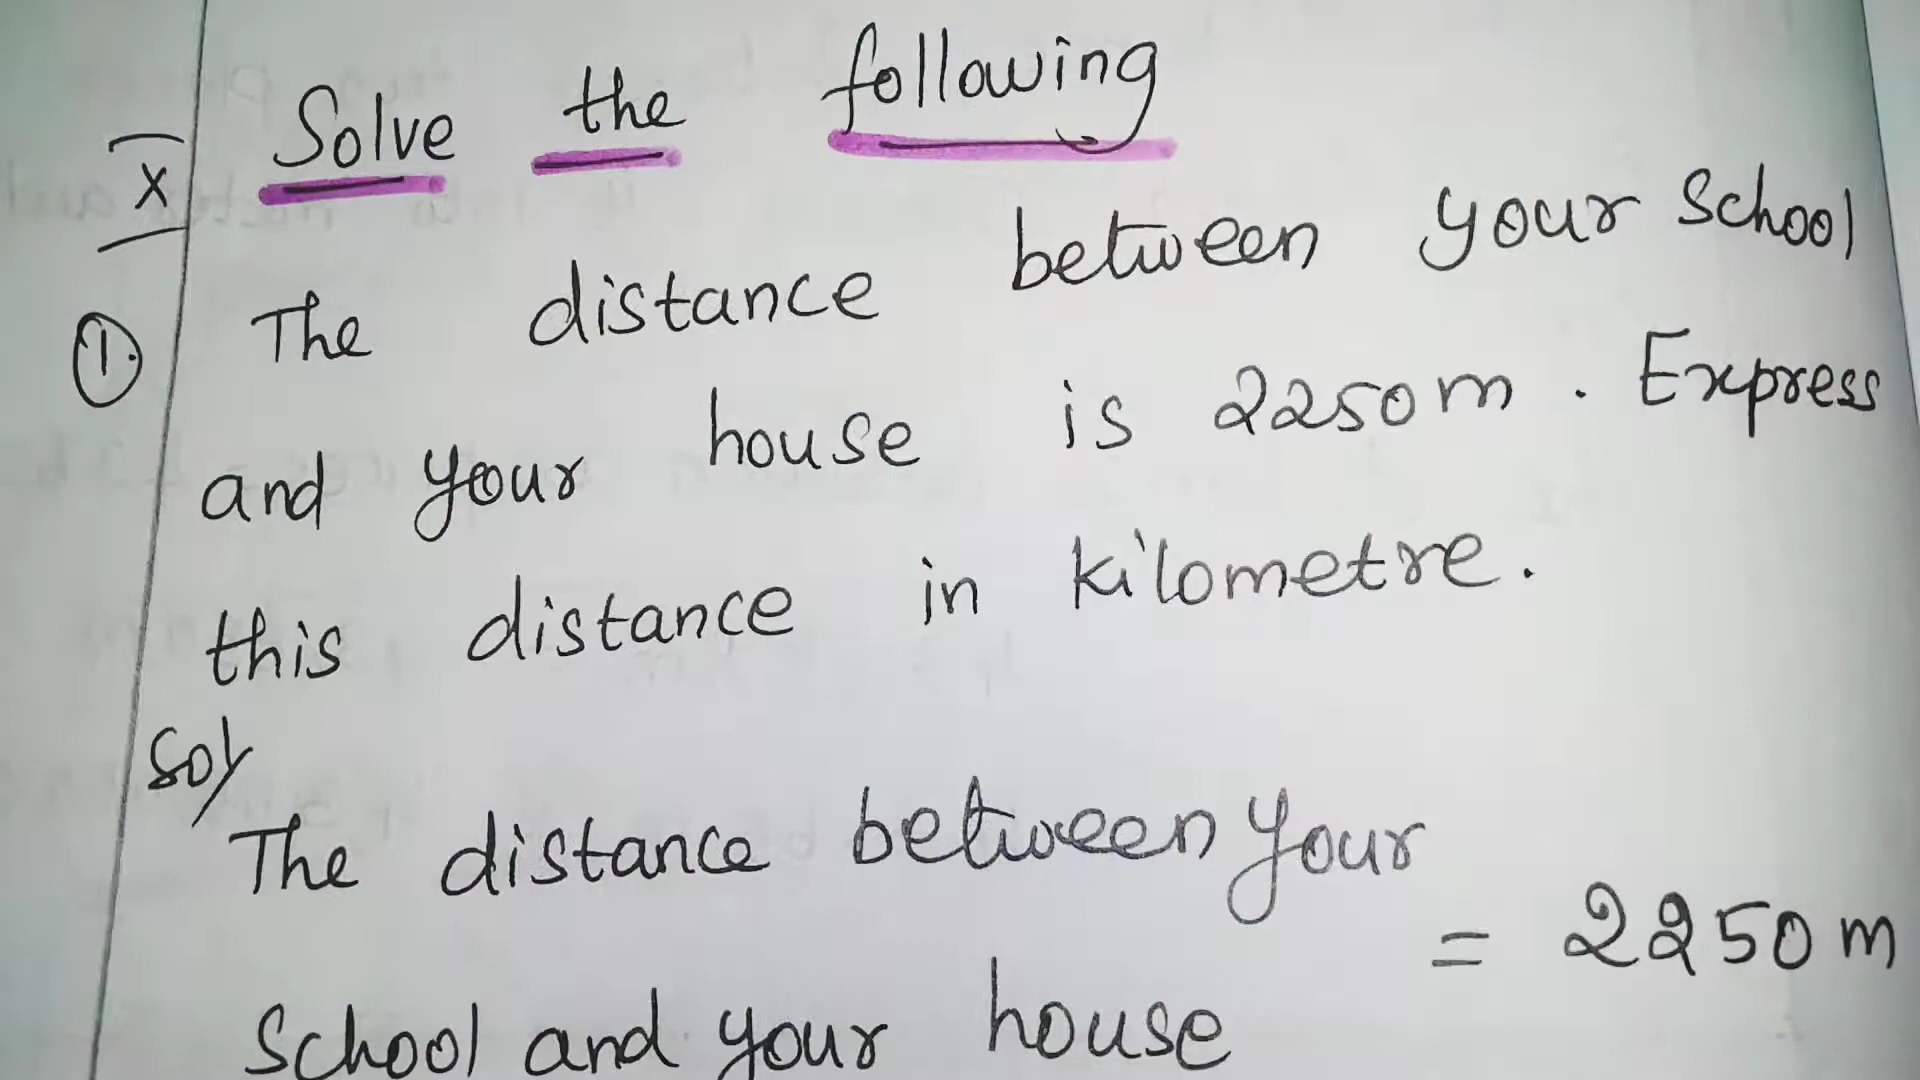 X Solve the following
1. The distance between your School
and your house is 2250m. Express
this distance in kilometre.
Sol
The distance between your
= 2250m
School and your house